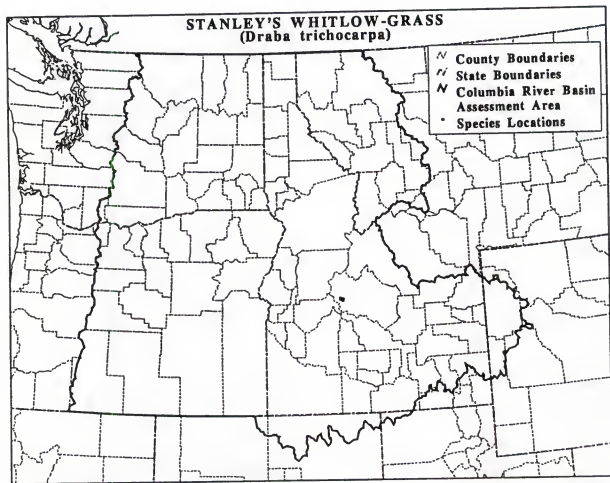 STANLEY'S WHITLOW-GRASS
(Draba trichocarpa)
County Boundaries
State Boundaries
Columbia River Basin
Assessment Area
Species Locations